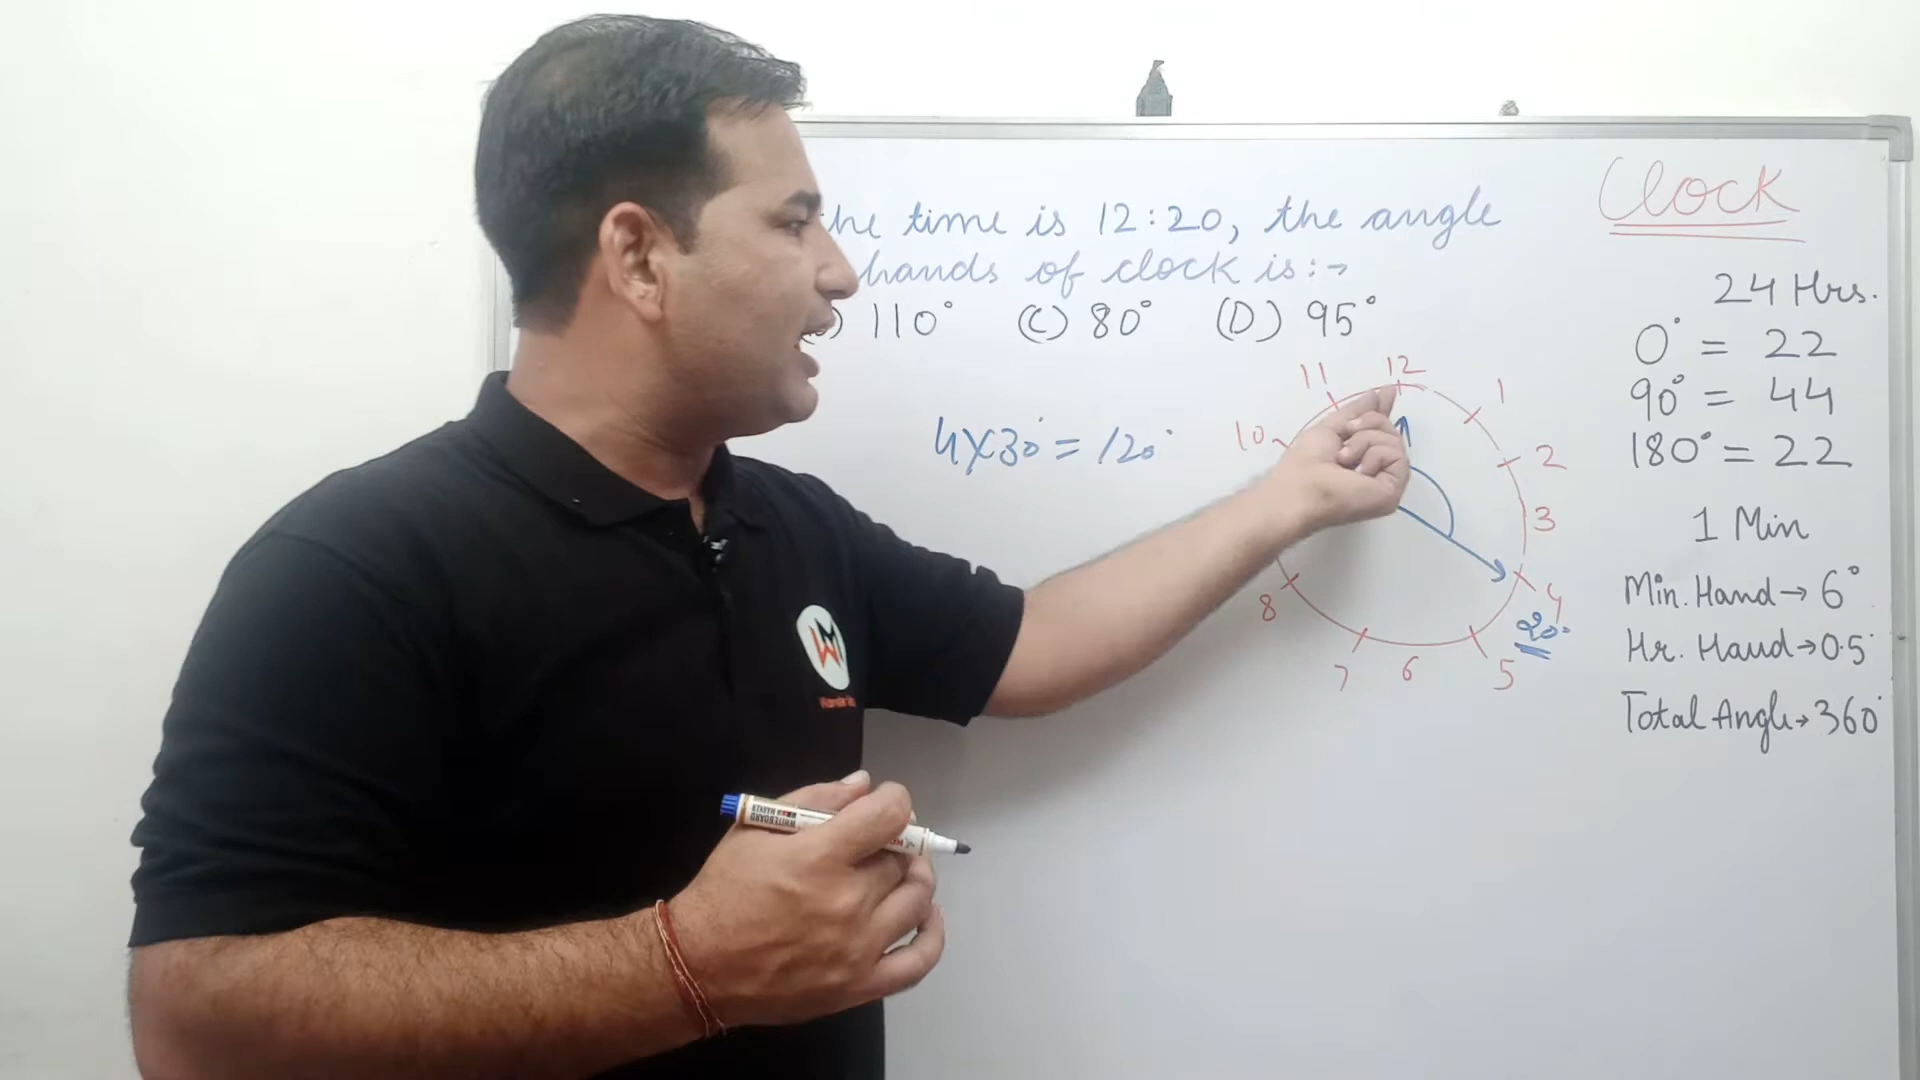 the time is 12:20, the angle
hands of clock is:→
) 110° (C) 80° (D) 95°
4X30° = 120°
11
12
1
10
2
3
4
20°
8
7
6
5
Clock
24 Hrs.
0° = 22
90° = 44
180° = 22
1 Min
Min. Hand → 6°
Hr. Hand → 0.5°
Total Angle → 360°
WHITEBOARD
MARKER